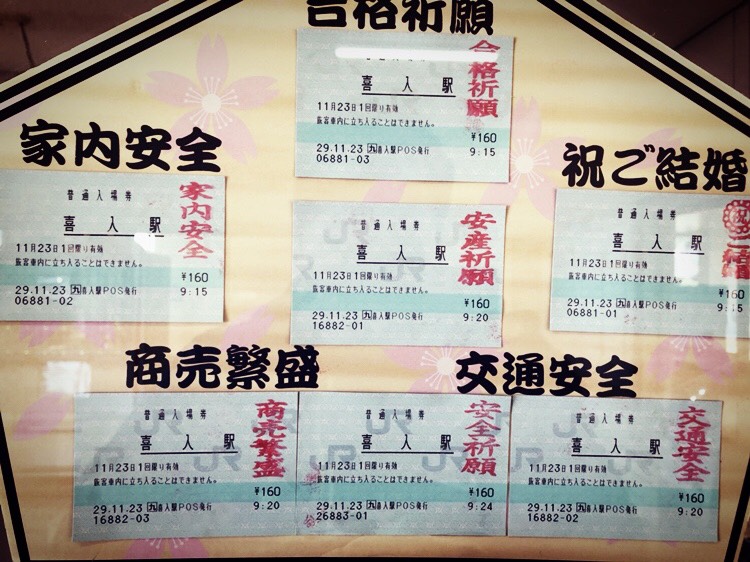 合格祈願
喜入駅
合格祈願
11月23日1回限り有効
旅客車内に立ち入ることはできません。
¥160
29.11.23 九喜入駅POS発行 9:15
06881-03
家内安全
普通入場券
喜入駅
家内安全
11月23日1回限り有効
旅客車内に立ち入ることはできません。
¥160
29.11.23 九喜入駅POS発行 9:15
06881-02
普通入場券
喜入駅
安産祈願
11月23日1回限り有効
旅客車内に立ち入ることはできません。
¥160
29.11.23 九喜入駅POS発行 9:20
16882-01
祝ご結婚
普通入場券
喜入駅
11月23日1回限り有効
旅客車内に立ち入ることはできません。
¥160
29.11.23 九喜入駅POS発行
06881-01
商売繁盛
普通入場券
喜入駅
商売繁盛
11月23日1回限り有効
旅客車内に立ち入ることはできません。
¥160
29.11.23 九喜入駅POS発行 9:20
16882-03
普通入場券
喜入駅
安全祈願
11月23日1回限り有効
旅客車内に立ち入ることはできません。
¥160
29.11.23 九喜入駅POS発行 9:24
26883-01
交通安全
普通入場券
喜入駅
交通安全
11月23日1回限り有効
旅客車内に立ち入ることはできません。
¥160
29.11.23 九喜入駅POS発行 9:20
16882-02